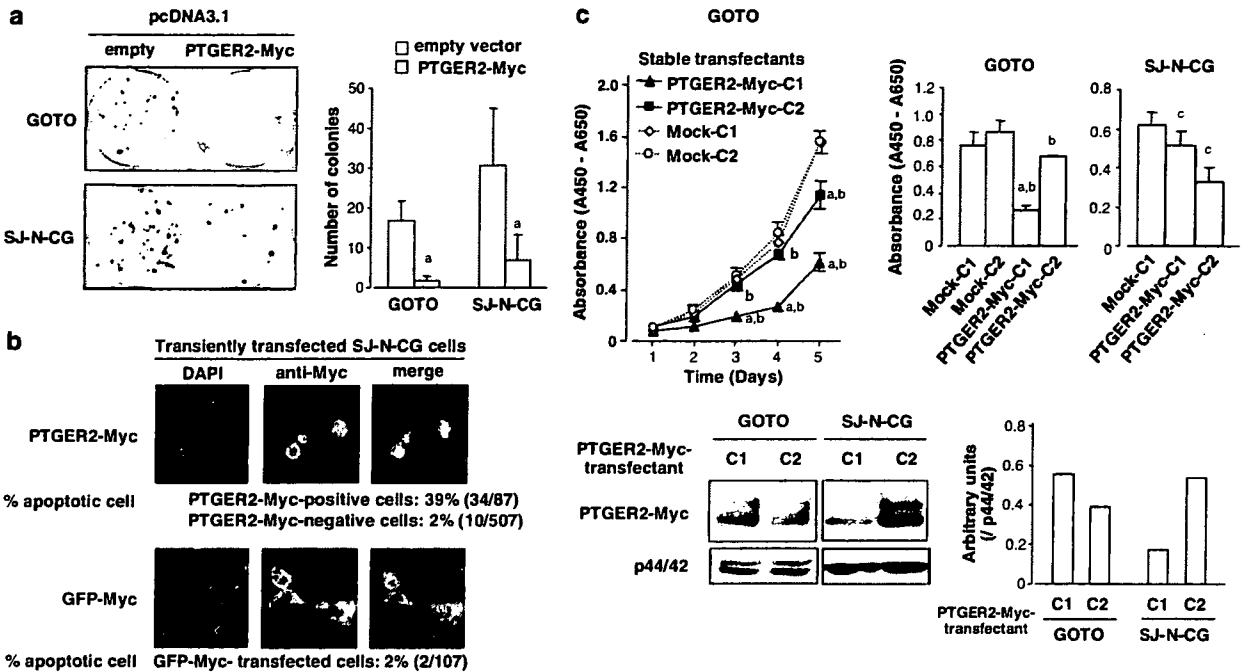 a
pcDNA3.1
empty PTGER2-Myc
GOTO
SJ-N-CG
empty vector
PTGER2-Myc
Number of colonies
50
40
30
20
10
0
a
a
GOTO SJ-N-CG
b
Transiently transfected SJ-N-CG cells
DAPI anti-Myc merge
PTGER2-Myc
% apoptotic cell PTGER2-Myc-positive cells: 39% (34/87)
PTGER2-Myc-negative cells: 2% (10/507)
GFP-Myc
% apoptotic cell GFP-Myc- transfected cells: 2% (2/107)
c
GOTO
Stable transfectants
PTGER2-Myc-C1
PTGER2-Myc-C2
Mock-C1
Mock-C2
Absorbance (A450 - A650)
2.0
1.6
1.2
0.8
0.4
0
a,b
b
a,b
b
a,b
a,b
1 2 3 4 5
Time (Days)
GOTO
Absorbance (A450 - A650)
1.2
1.0
0.8
0.6
0.4
0.2
0
a,b
b
Mock-C1
Mock-C2
PTGER2-Myc-C1
PTGER2-Myc-C2
SJ-N-CG
0.8
0.6
0.4
0.2
0
c
c
Mock-C1
PTGER2-Myc-C1
PTGER2-Myc-C2
GOTO SJ-N-CG
PTGER2-Myc-
transfectant
C1 C2 C1 C2
PTGER2-Myc
p44/42
Arbitrary units
(/ p44/42)
0.8
0.6
0.4
0.2
0
PTGER2-Myc-
transfectant
C1 C2 C1 C2
GOTO SJ-N-CG